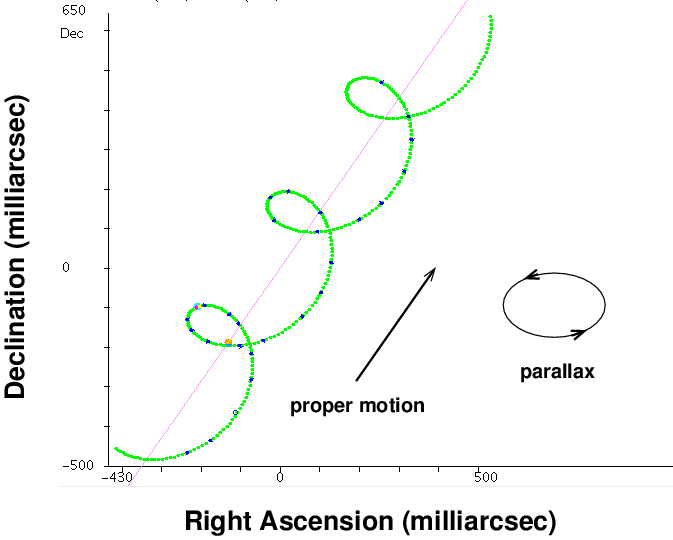 650
Dec
Declination (milliarcsec)
0
proper motion
parallax
-500
-430
0
500
Right Ascension (milliarcsec)